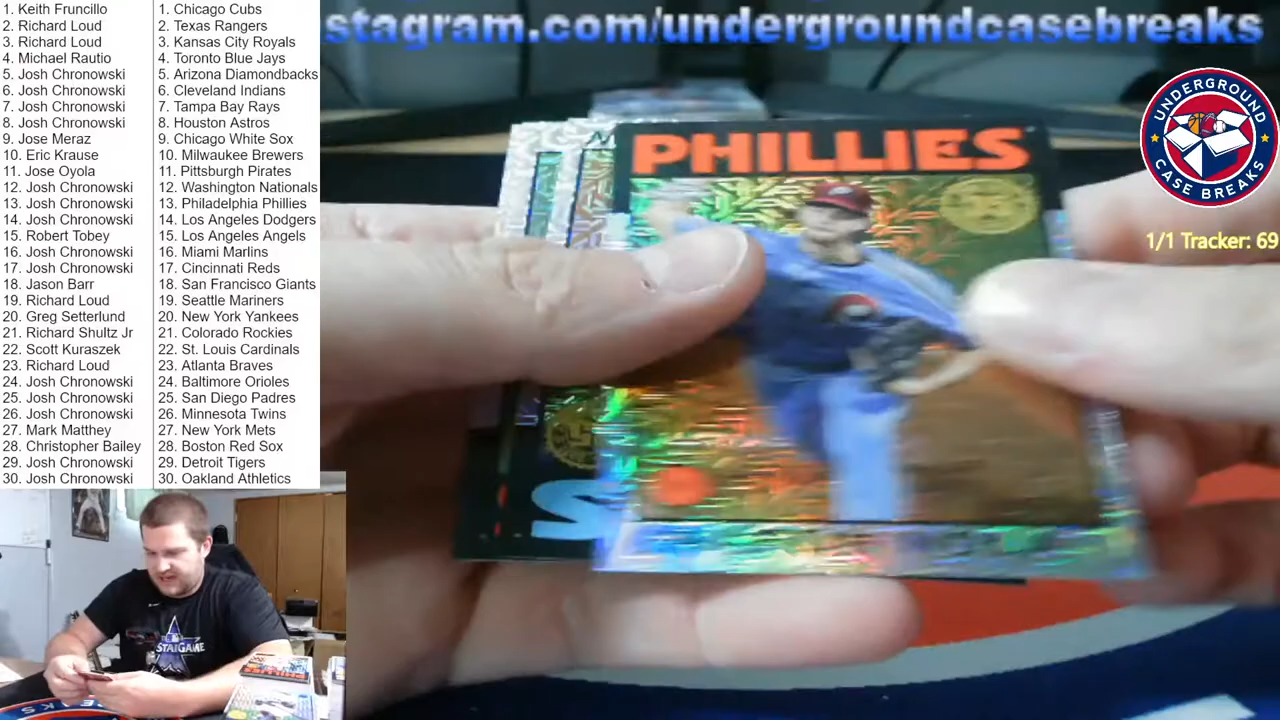 1. Keith Fruncillo
2. Richard Loud
3. Richard Loud
4. Michael Rautio
5. Josh Chronowski
6. Josh Chronowski
7. Josh Chronowski
8. Josh Chronowski
9. Jose Meraz
10. Eric Krause
11. Jose Oyola
12. Josh Chronowski
13. Josh Chronowski
14. Josh Chronowski
15. Robert Tobey
16. Josh Chronowski
17. Josh Chronowski
18. Jason Barr
19. Richard Loud
20. Greg Setterlund
21. Richard Shultz Jr
22. Scott Kuraszek
23. Richard Loud
24. Josh Chronowski
25. Josh Chronowski
26. Josh Chronowski
27. Mark Matthey
28. Christopher Bailey
29. Josh Chronowski
30. Josh Chronowski
1. Chicago Cubs
2. Texas Rangers
3. Kansas City Royals
4. Toronto Blue Jays
5. Arizona Diamondbacks
6. Cleveland Indians
7. Tampa Bay Rays
8. Houston Astros
9. Chicago White Sox
10. Milwaukee Brewers
11. Pittsburgh Pirates
12. Washington Nationals
13. Philadelphia Phillies
14. Los Angeles Dodgers
15. Los Angeles Angels
16. Miami Marlins
17. Cincinnati Reds
18. San Francisco Giants
19. Seattle Mariners
20. New York Yankees
21. Colorado Rockies
22. St. Louis Cardinals
23. Atlanta Braves
24. Baltimore Orioles
25. San Diego Padres
26. Minnesota Twins
27. New York Mets
28. Boston Red Sox
29. Detroit Tigers
30. Oakland Athletics
stagram.com/undergroundcasebreaks
UNDERGROUND
CASE BREAKS
1/1 Tracker: 69
PHILLIES
35
S
STARGAME
PHILLIES